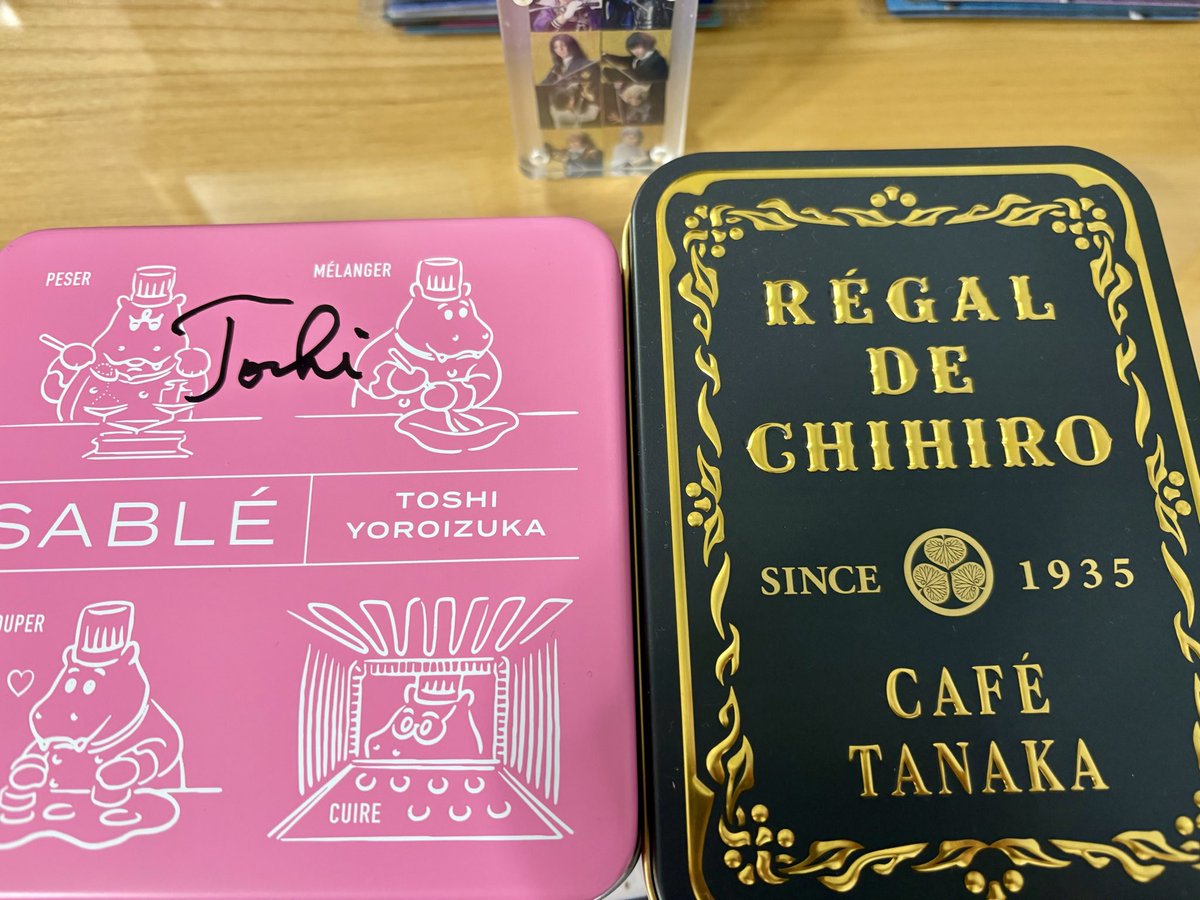 PESER
MÉLANGER
Toshi
SABLÉ
TOSHI
YOROIZUKA
OUPER
CUIRE
RÉGAL
DE
CHIHIRO
SINCE 1935
CAFÉ
TANAKA